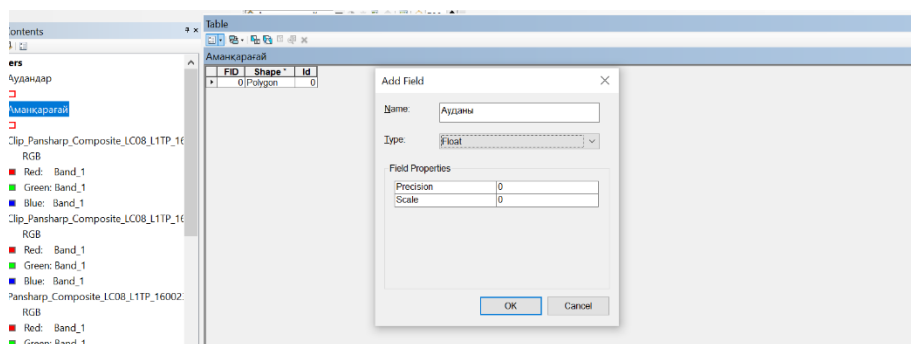 Table
Contents
Аманқарағай
ers
Аудандар
Аманқарағай
Clip_Pansharp_Composite_LC08_L1TP_16
RGB
Red: Band_1
Green: Band_1
Blue: Band_1
Clip_Pansharp_Composite_LC08_L1TP_16
RGB
Red: Band_1
Green: Band_1
Blue: Band_1
Pansharp_Composite_LC08_L1TP_16002
RGB
Red: Band_1
Green: Band_1
FID Shape * Id
0 Polygon 0
Add Field
Name: Ауданы
Type: Float
Field Properties
Precision 0
Scale 0
OK Cancel